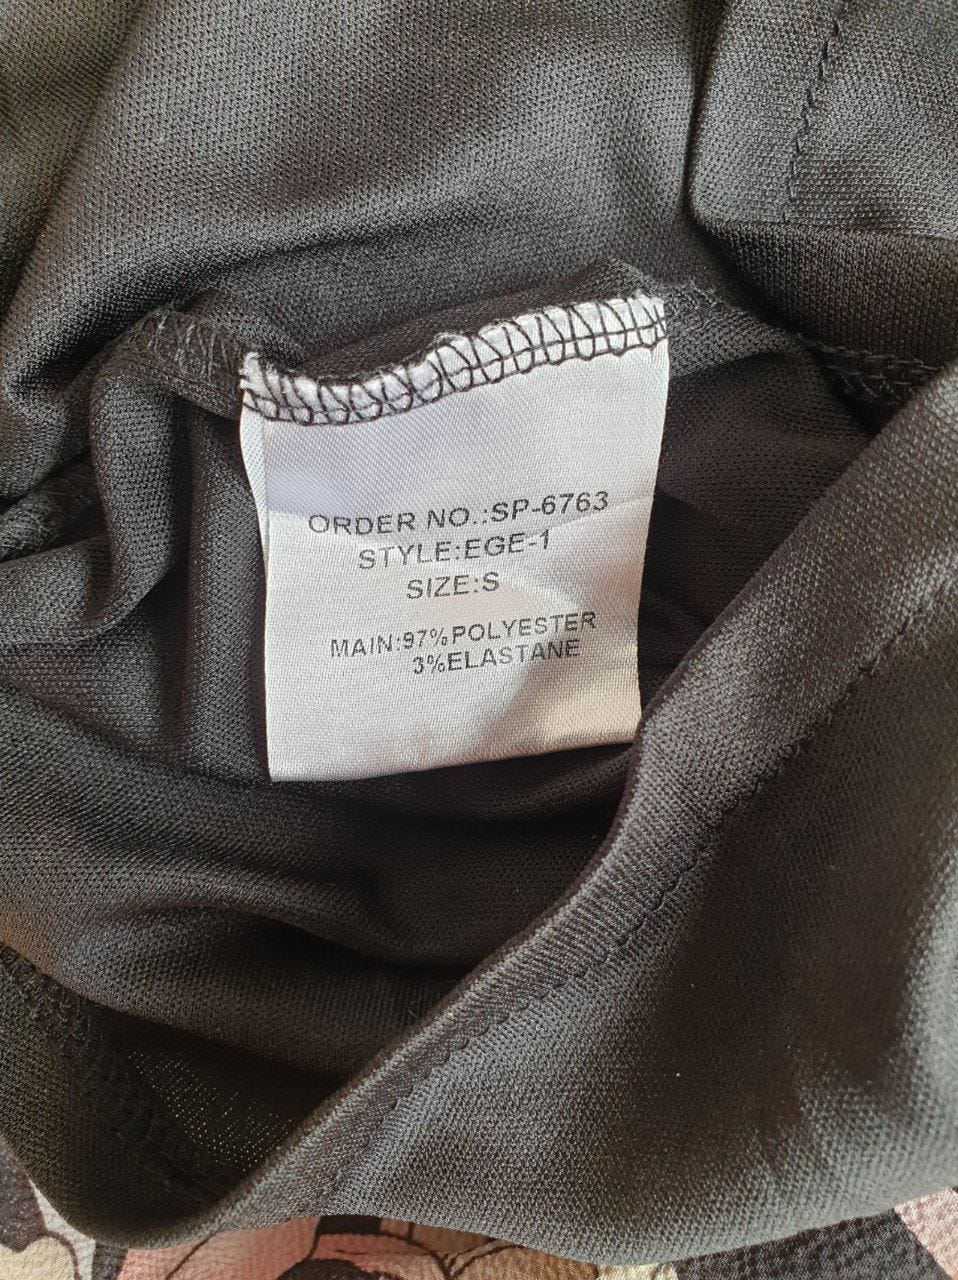 ORDER NO.:SP-6763
STYLE:EGE-1
SIZE:S
MAIN:97%POLYESTER
3%ELASTANE